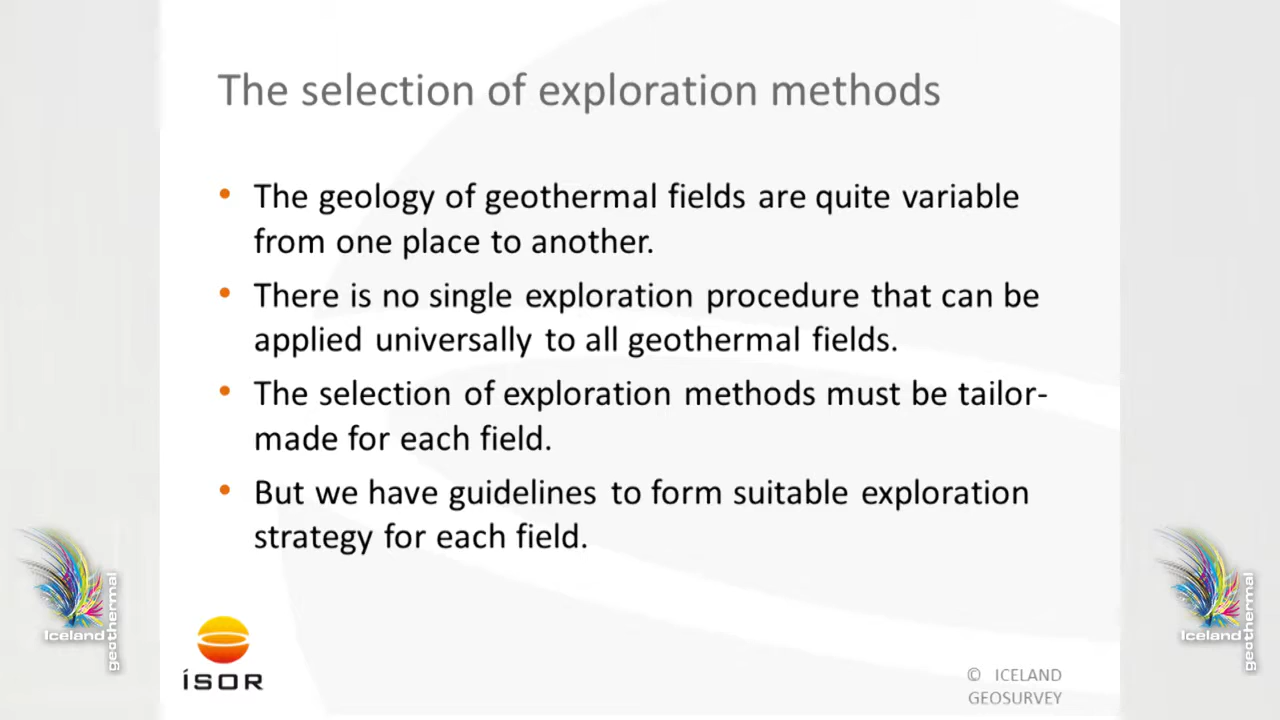 The selection of exploration methods
• The geology of geothermal fields are quite variable
from one place to another.
• There is no single exploration procedure that can be
applied universally to all geothermal fields.
• The selection of exploration methods must be tailor-
made for each field.
• But we have guidelines to form suitable exploration
strategy for each field.
Iceland
geothermal
ÍSOR
© ICELAND
GEOSURVEY
Iceland
geothermal